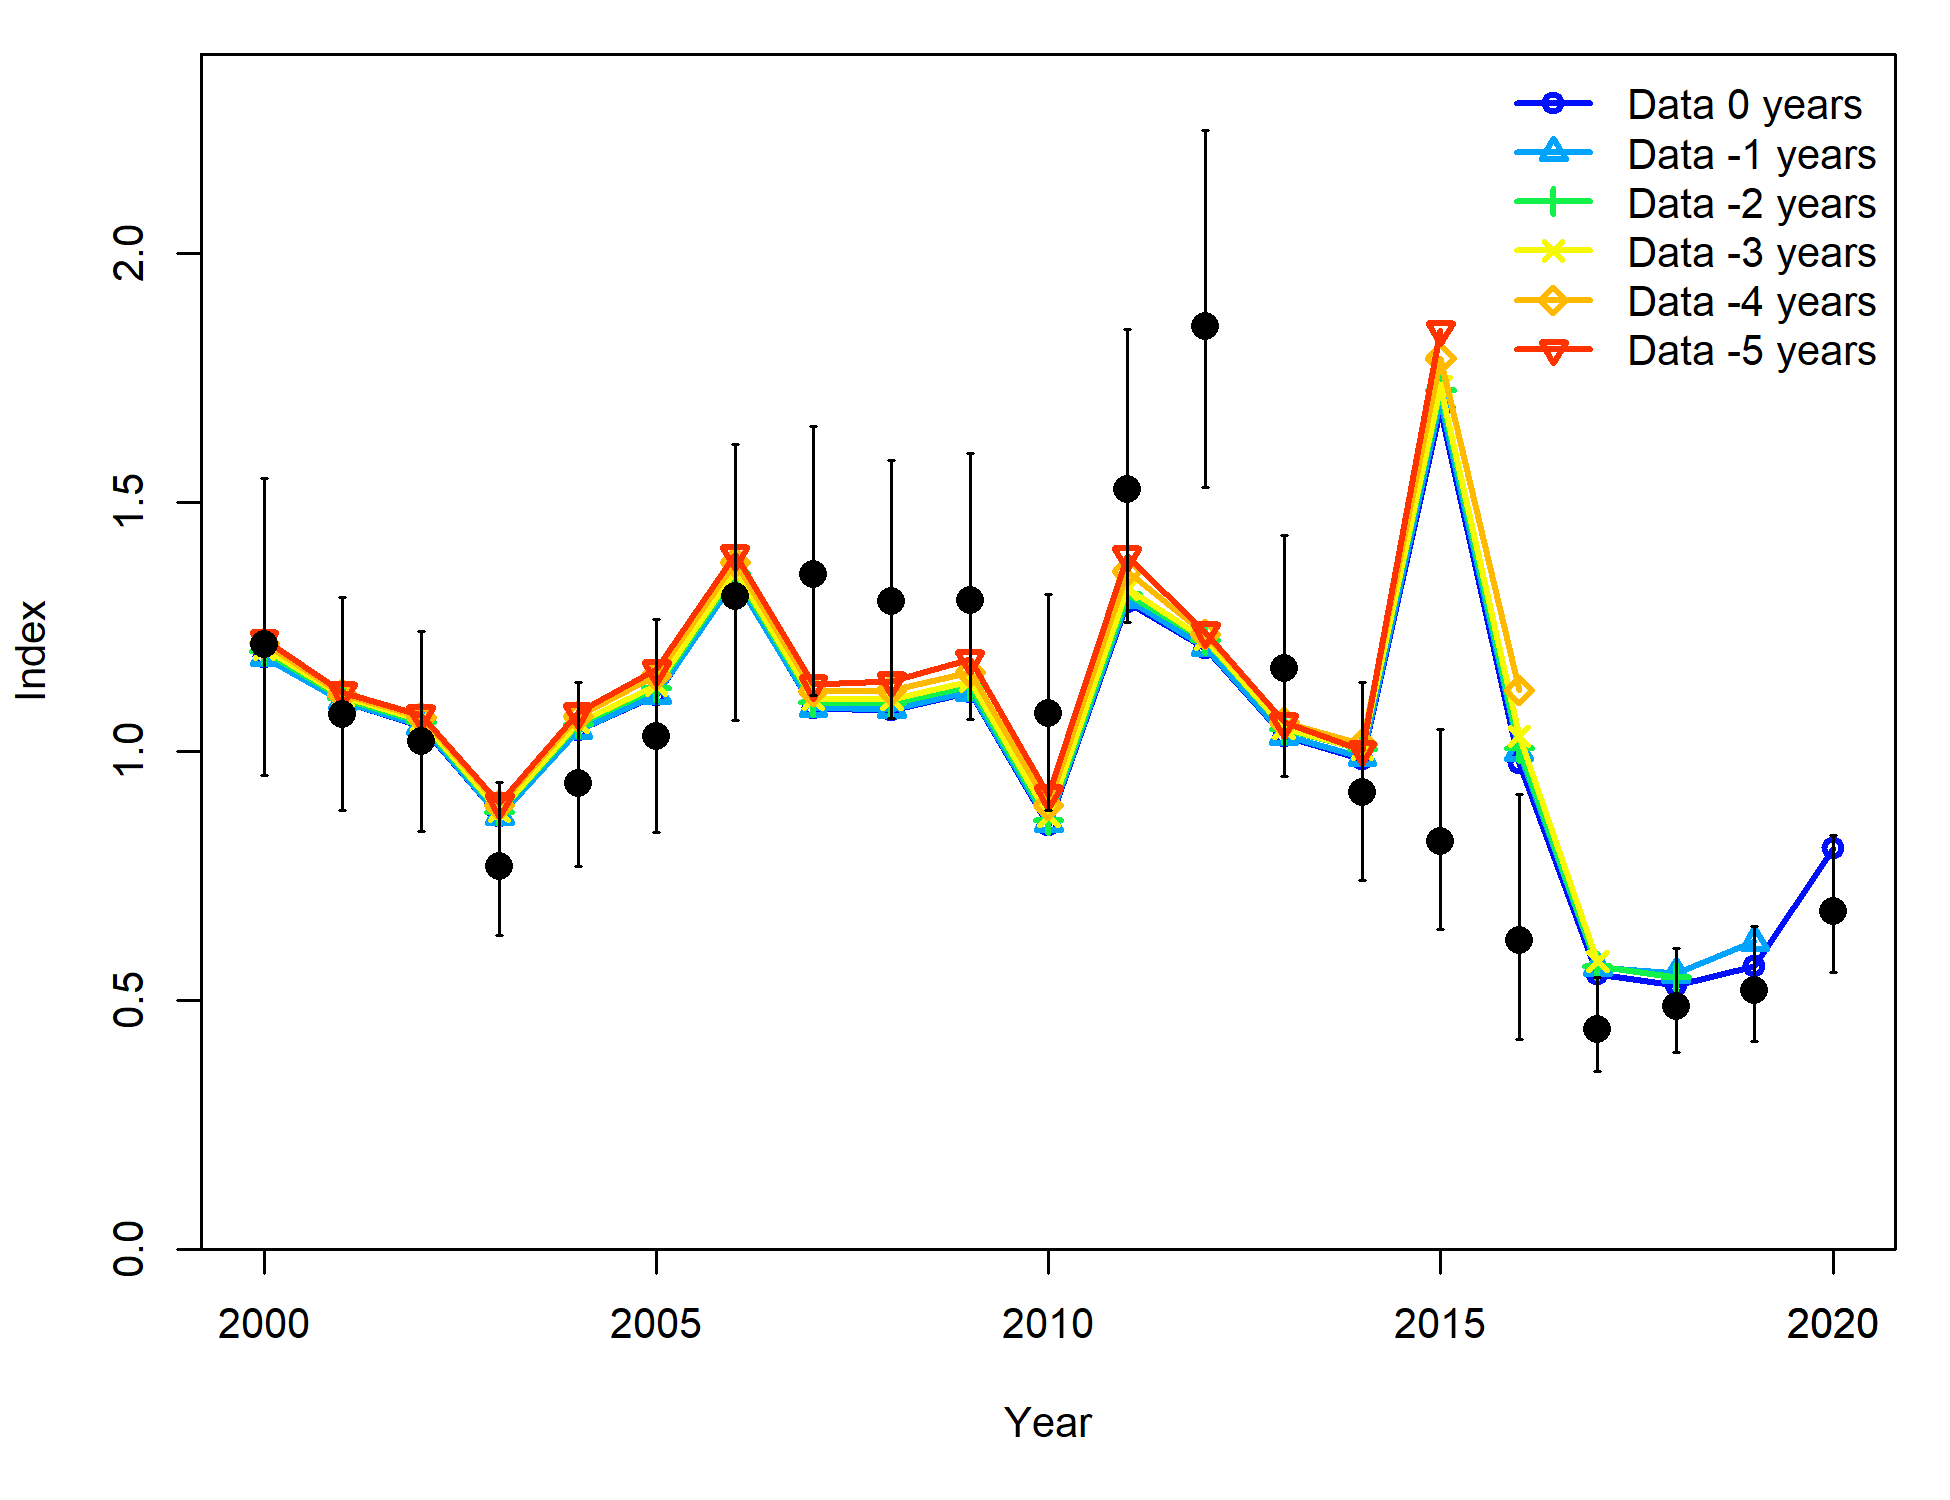 Data 0 years
Data -1 years
Data -2 years
Data -3 years
Data -4 years
Data -5 years
2.0
1.5
1.0
0.5
0.0
Index
2000 2005 2010 2015 2020
Year